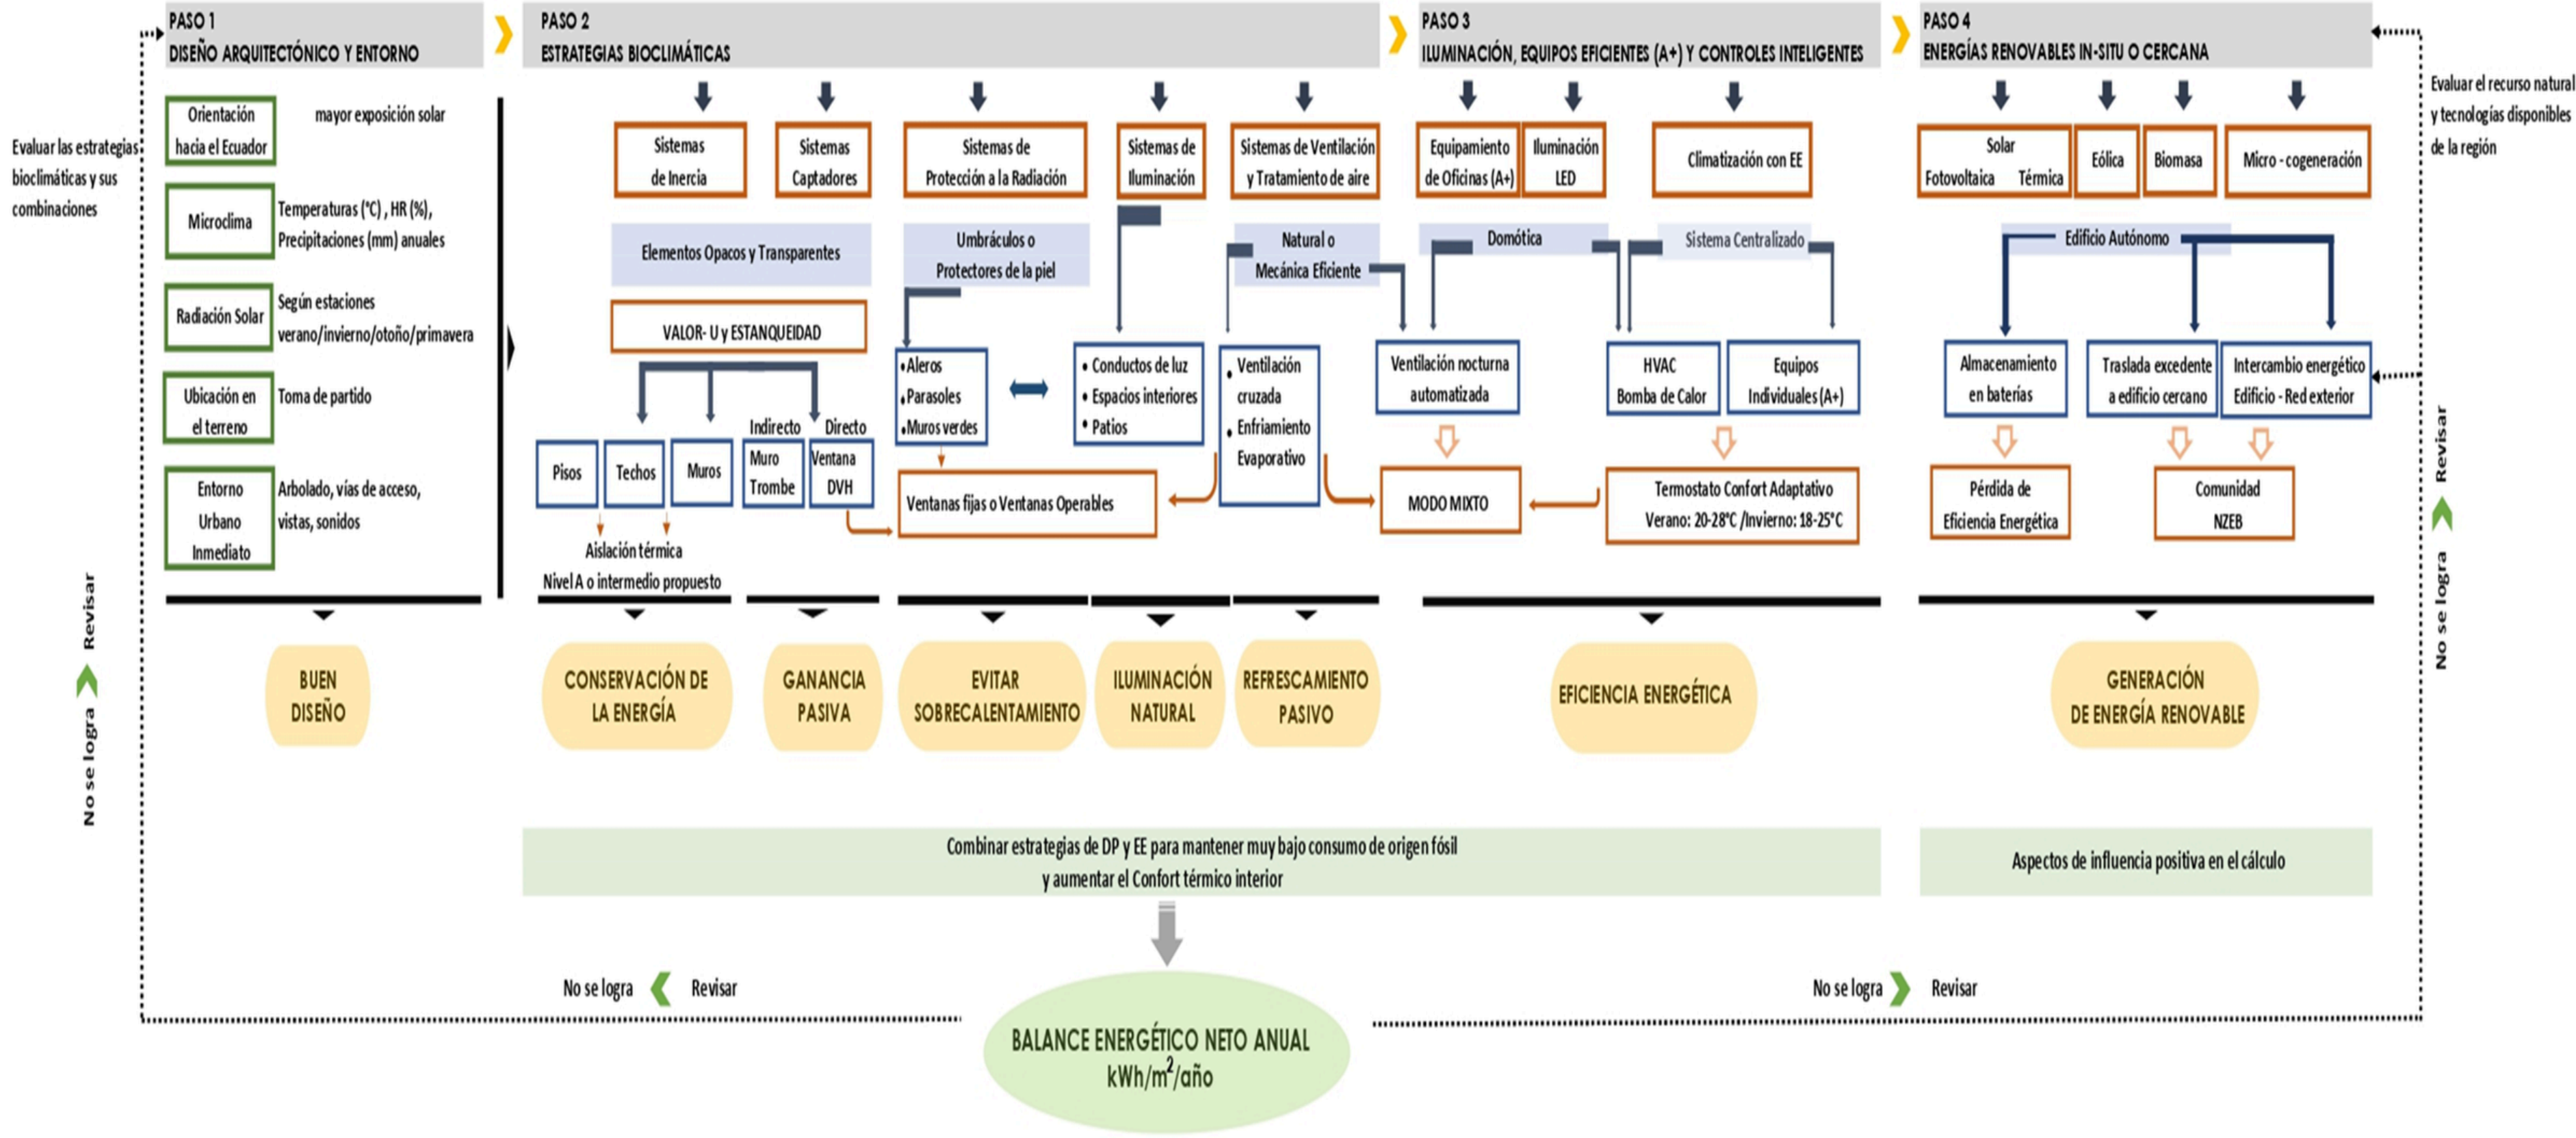 PASO 1
DISEÑO ARQUITECTÓNICO Y ENTORNO
PASO 2
ESTRATEGIAS BIOCLIMÁTICAS
PASO 3
ILUMINACIÓN, EQUIPOS EFICIENTES (A+) Y CONTROLES INTELIGENTES
PASO 4
ENERGÍAS RENOVABLES IN-SITU O CERCANA
Evaluar las estrategias
bioclimáticas y sus
combinaciones
Orientación
hacia el Ecuador
mayor exposición solar
Microclima
Temperaturas (°C) , HR (%),
Precipitaciones (mm) anuales
Radiación Solar
Según estaciones
verano/invierno/otoño/primavera
Ubicación en
el terreno
Toma de partido
Entorno
Urbano
Inmediato
Arbolado, vías de acceso,
vistas, sonidos
Sistemas
de Inercia
Sistemas
Captadores
Sistemas de
Protección a la Radiación
Sistemas de
Iluminación
Sistemas de Ventilación
y Tratamiento de aire
Elementos Opacos y Transparentes
Umbráculos o
Protectores de la piel
Natural o
Mecánica Eficiente
VALOR- U y ESTANQUEIDAD
Indirecto
Directo
Pisos
Techos
Muros
Muro
Trombe
Ventana
DVH
Aislación térmica
Nivel A o intermedio propuesto
• Aleros
• Parasoles
• Muros verdes
• Conductos de luz
• Espacios interiores
• Patios
• Ventilación
cruzada
• Enfriamiento
Evaporativo
Ventanas fijas o Ventanas Operables
Equipamiento
de Oficinas (A+)
Iluminación
LED
Climatización con EE
Domótica
Sistema Centralizado
Ventilación nocturna
automatizada
HVAC
Bomba de Calor
Equipos
Individuales (A+)
MODO MIXTO
Termostato Confort Adaptativo
Verano: 20-28°C /Invierno: 18-25°C
Solar
Fotovoltaica Térmica
Eólica
Biomasa
Micro - cogeneración
Edificio Autónomo
Almacenamiento
en baterías
Traslada excedente
a edificio cercano
Intercambio energético
Edificio - Red exterior
Pérdida de
Eficiencia Energética
Comunidad
NZEB
Evaluar el recurso natural
y tecnologías disponibles
de la región
No se logra Revisar
No se logra Revisar
BUEN
DISEÑO
CONSERVACIÓN DE
LA ENERGÍA
GANANCIA
PASIVA
EVITAR
SOBRECALENTAMIENTO
ILUMINACIÓN
NATURAL
REFRESCAMIENTO
PASIVO
EFICIENCIA ENERGÉTICA
GENERACIÓN
DE ENERGÍA RENOVABLE
Combinar estrategias de DP y EE para mantener muy bajo consumo de origen fósil
y aumentar el Confort térmico interior
Aspectos de influencia positiva en el cálculo
No se logra Revisar
No se logra Revisar
BALANCE ENERGÉTICO NETO ANUAL
kWh/m²/año